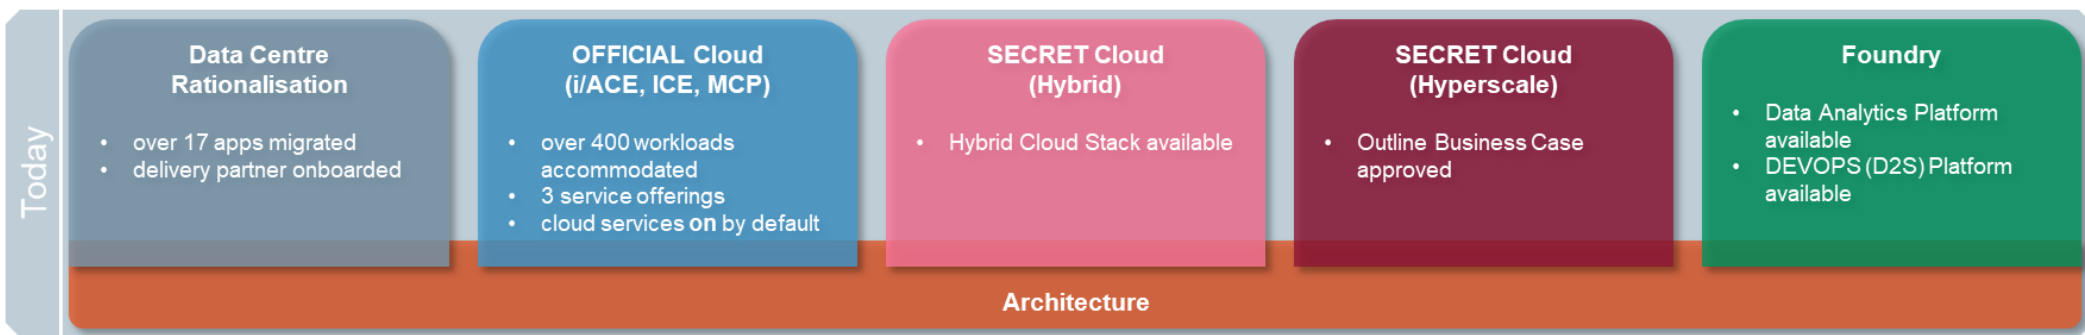 Today
Data Centre
Rationalisation
• over 17 apps migrated
• delivery partner onboarded
OFFICIAL Cloud
(i/ACE, ICE, MCP)
• over 400 workloads
accommodated
• 3 service offerings
• cloud services on by default
SECRET Cloud
(Hybrid)
• Hybrid Cloud Stack available
SECRET Cloud
(Hyperscale)
• Outline Business Case
approved
Foundry
• Data Analytics Platform
available
• DEVOPS (D2S) Platform
available
Architecture